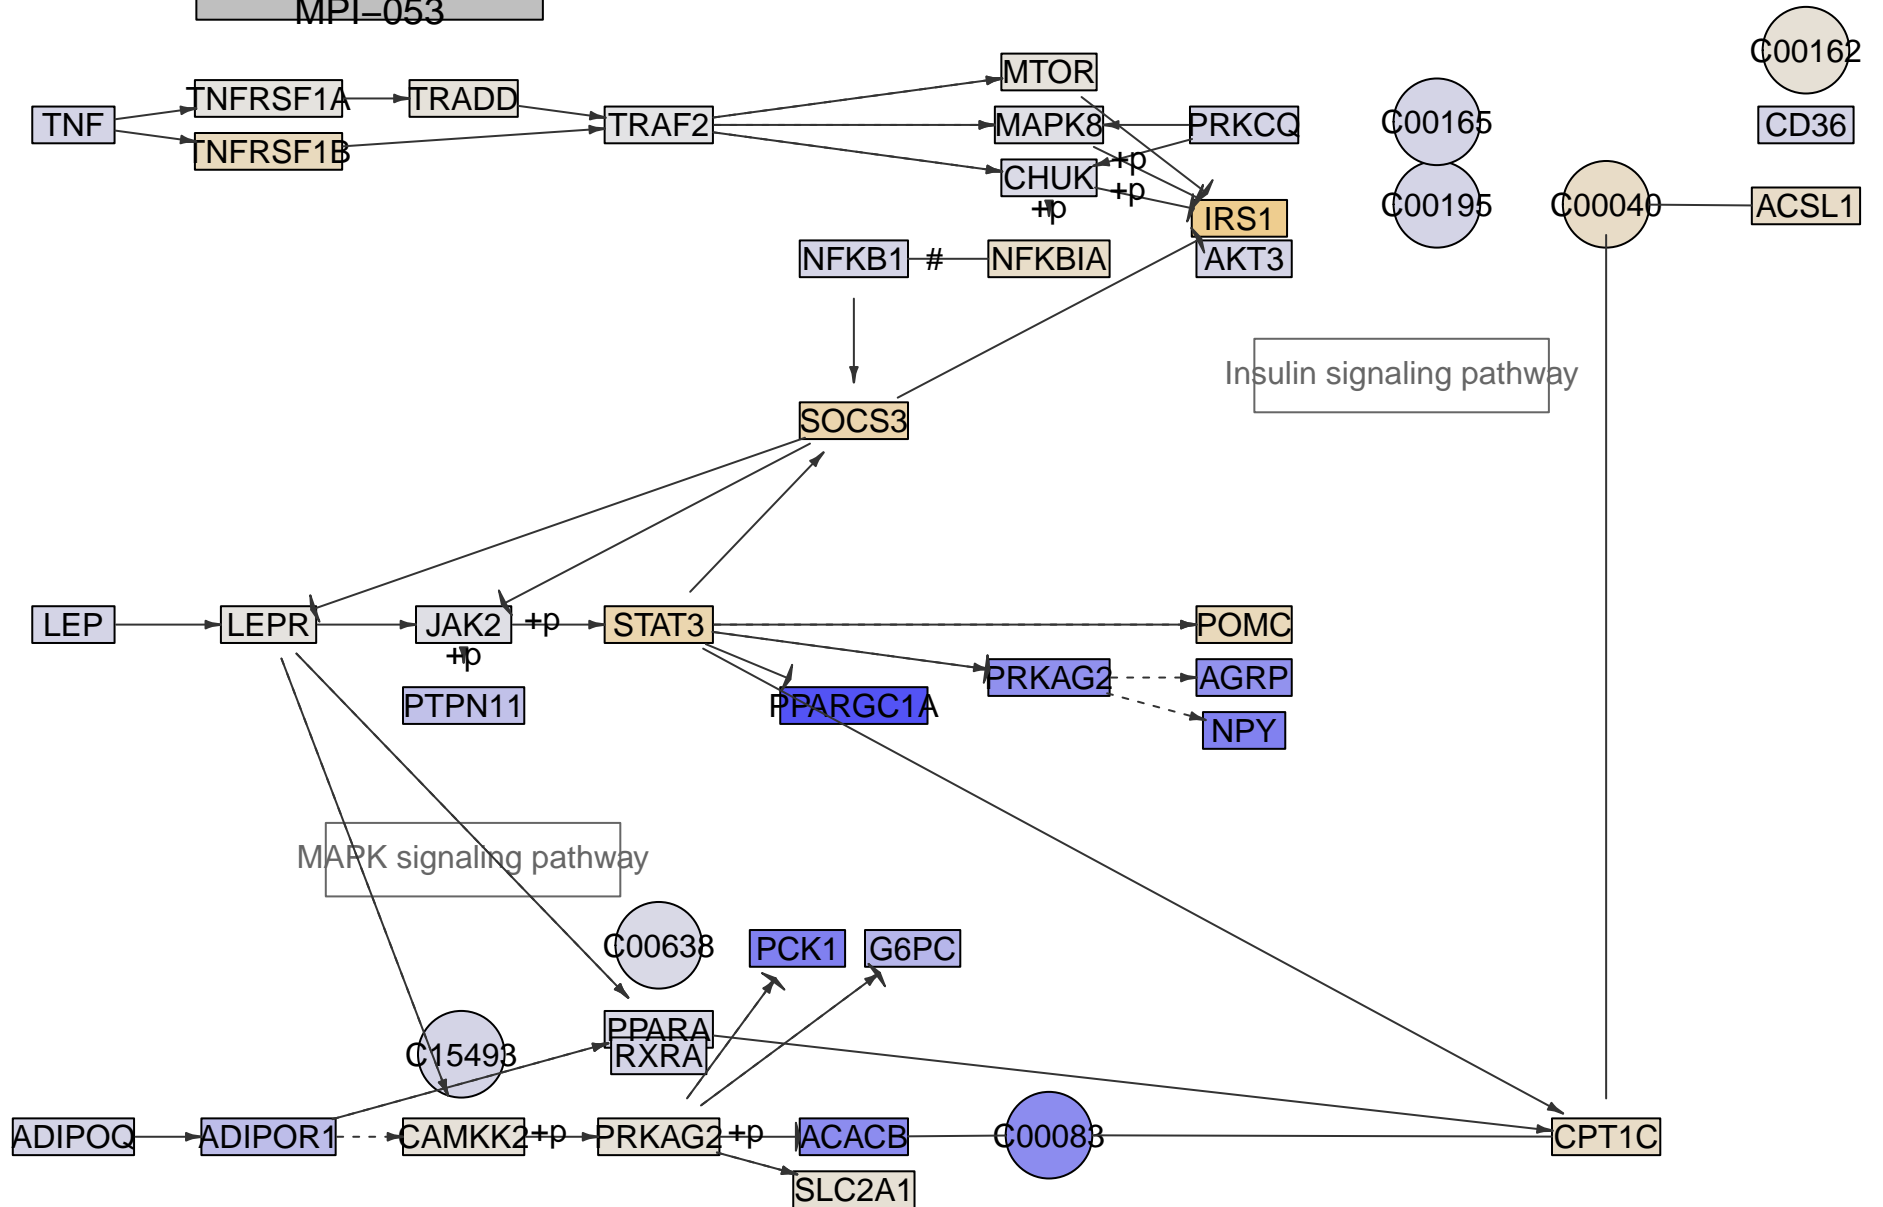 MPI–053
C00162
MTOR
TNFRSF1A
TRADD
TNF
TRAF2
MAPK8
PRKCQ
C00165
CD36
TNFRSF1B
+p
CHUK
+p
+p
IRS1
C00195
C00040
ACSL1
NFKB1
#
NFKBIA
AKT3
Insulin signaling pathway
SOCS3
LEP
LEPR
JAK2
+p
STAT3
POMC
+p
PRKAG2
AGRP
PTPN11
PPARGC1A
NPY
MAPK signaling pathway
C00638
PCK1
G6PC
PPARA
RXRA
C15493
ADIPOQ
ADIPOR1
CAMKK2
+p
PRKAG2
+p
ACACB
C00083
CPT1C
SLC2A1